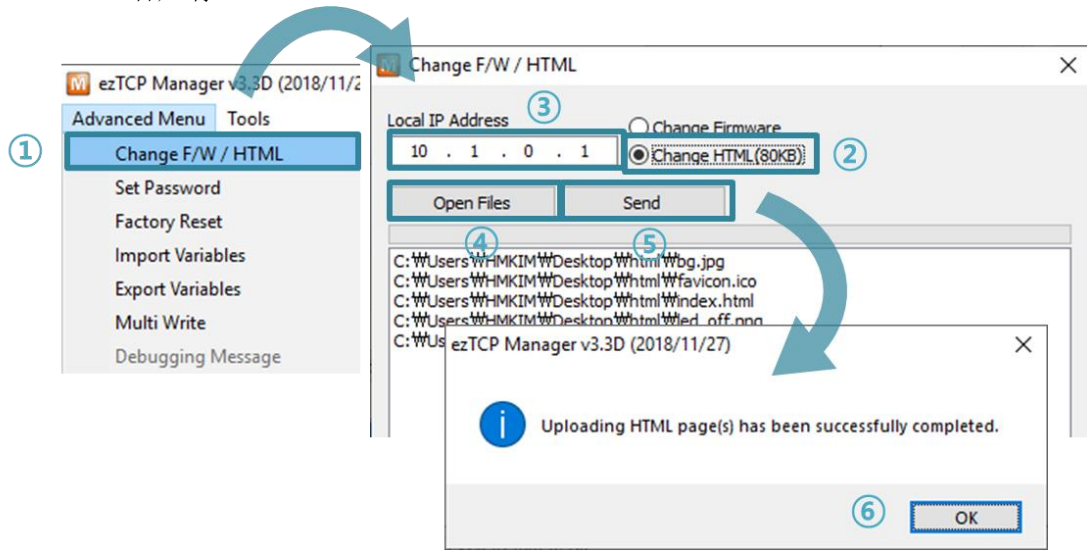 ezTCP Manager v3.3D (2018/11/2
Advanced Menu Tools
① Change F/W / HTML
Set Password
Factory Reset
Import Variables
Export Variables
Multi Write
Debugging Message
Change F/W / HTML
Local IP Address ③
Change Firmware
10 . 1 . 0 . 1
Change HTML(80KB) ②
Open Files Send
④ ⑤
C:₩Users₩HMKIM₩Desktop₩html₩bg.jpg
C:₩Users₩HMKIM₩Desktop₩html₩favicon.ico
C:₩Users₩HMKIM₩Desktop₩html₩index.html
C:₩Users₩HMKIM₩Desktop₩html₩led_off.png
C:₩Us
ezTCP Manager v3.3D (2018/11/27)
Uploading HTML page(s) has been successfully completed.
⑥ OK